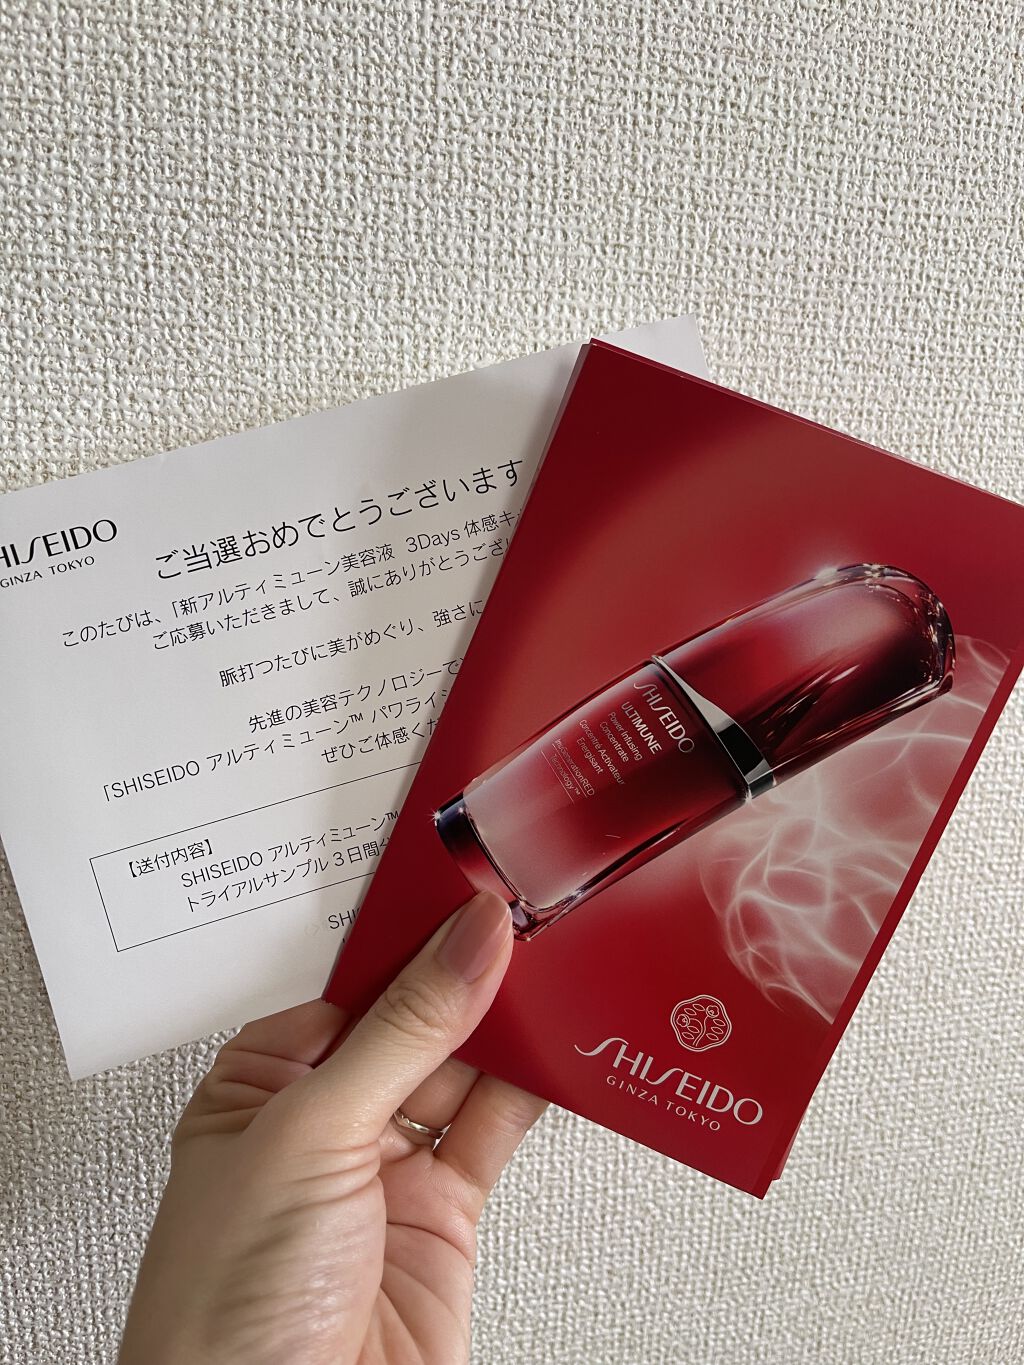 SHISEIDO
GINZA TOKYO
ご当選おめでとうございます
このたびは、「新アルティミューン美容液 3Days 体感キ
ご応募いただきまして、誠にありがとうござい
脈打つたびに美がめぐり、強さに
先進の美容テクノロジーで
「SHISEIDO アルティミューン™ パワライ
ぜひご体感くだ
【送付内容】
SHISEIDO アルティミューン™
トライアルサンプル３日間分
SHI
SHISEIDO
ULTIMUNE
Power Infusing
Concentrate
Concentré Activateur
Energisant
ImuGenerationRED
Technology™
SHISEIDO
GINZA TOKYO